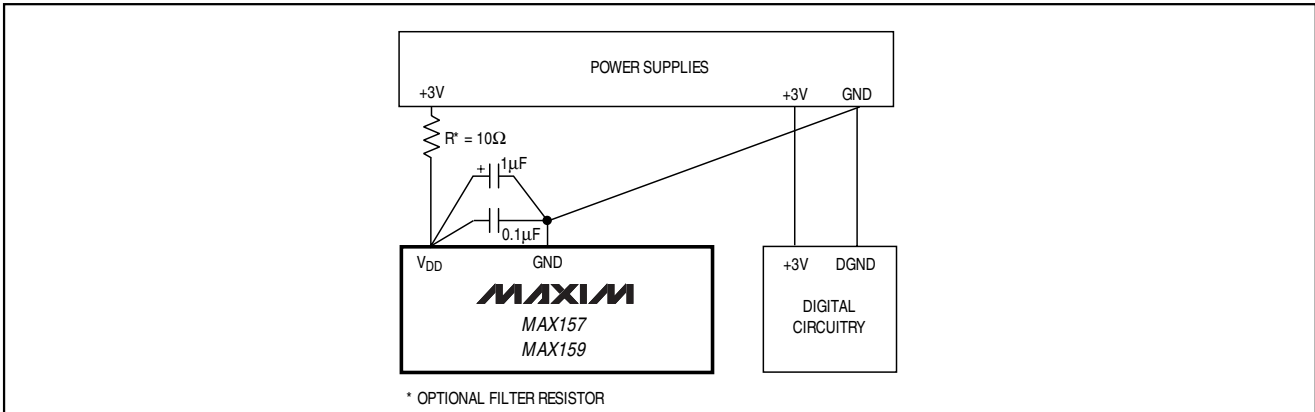 POWER SUPPLIES
+3V
+3V
GND
R* = 10Ω
+ 1µF
0.1µF
VDD
GND
+3V
DGND
MAXIM
MAX157
MAX159
DIGITAL
CIRCUITRY
* OPTIONAL FILTER RESISTOR